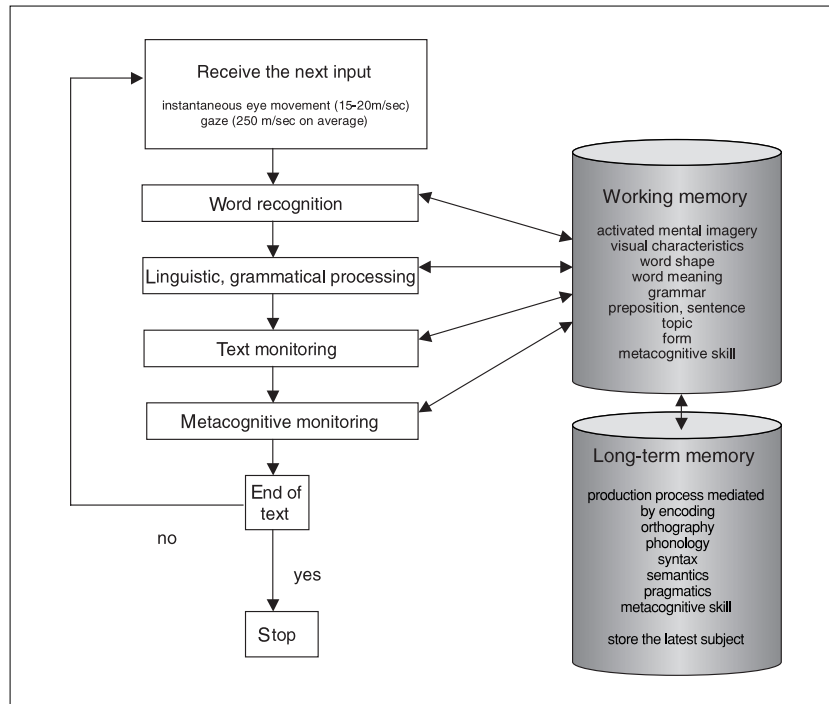 Receive the next input
instantaneous eye movement (15-20m/sec)
gaze (250 m/sec on average)
Word recognition
Linguistic, grammatical processing
Text monitoring
Metacognitive monitoring
End of
text
no
yes
Stop
Working memory
activated mental imagery
visual characteristics
word shape
word meaning
grammar
preposition, sentence
topic
form
metacognitive skill
Long-term memory
production process mediated
by encoding
orthography
phonology
syntax
semantics
pragmatics
metacognitive skill
store the latest subject